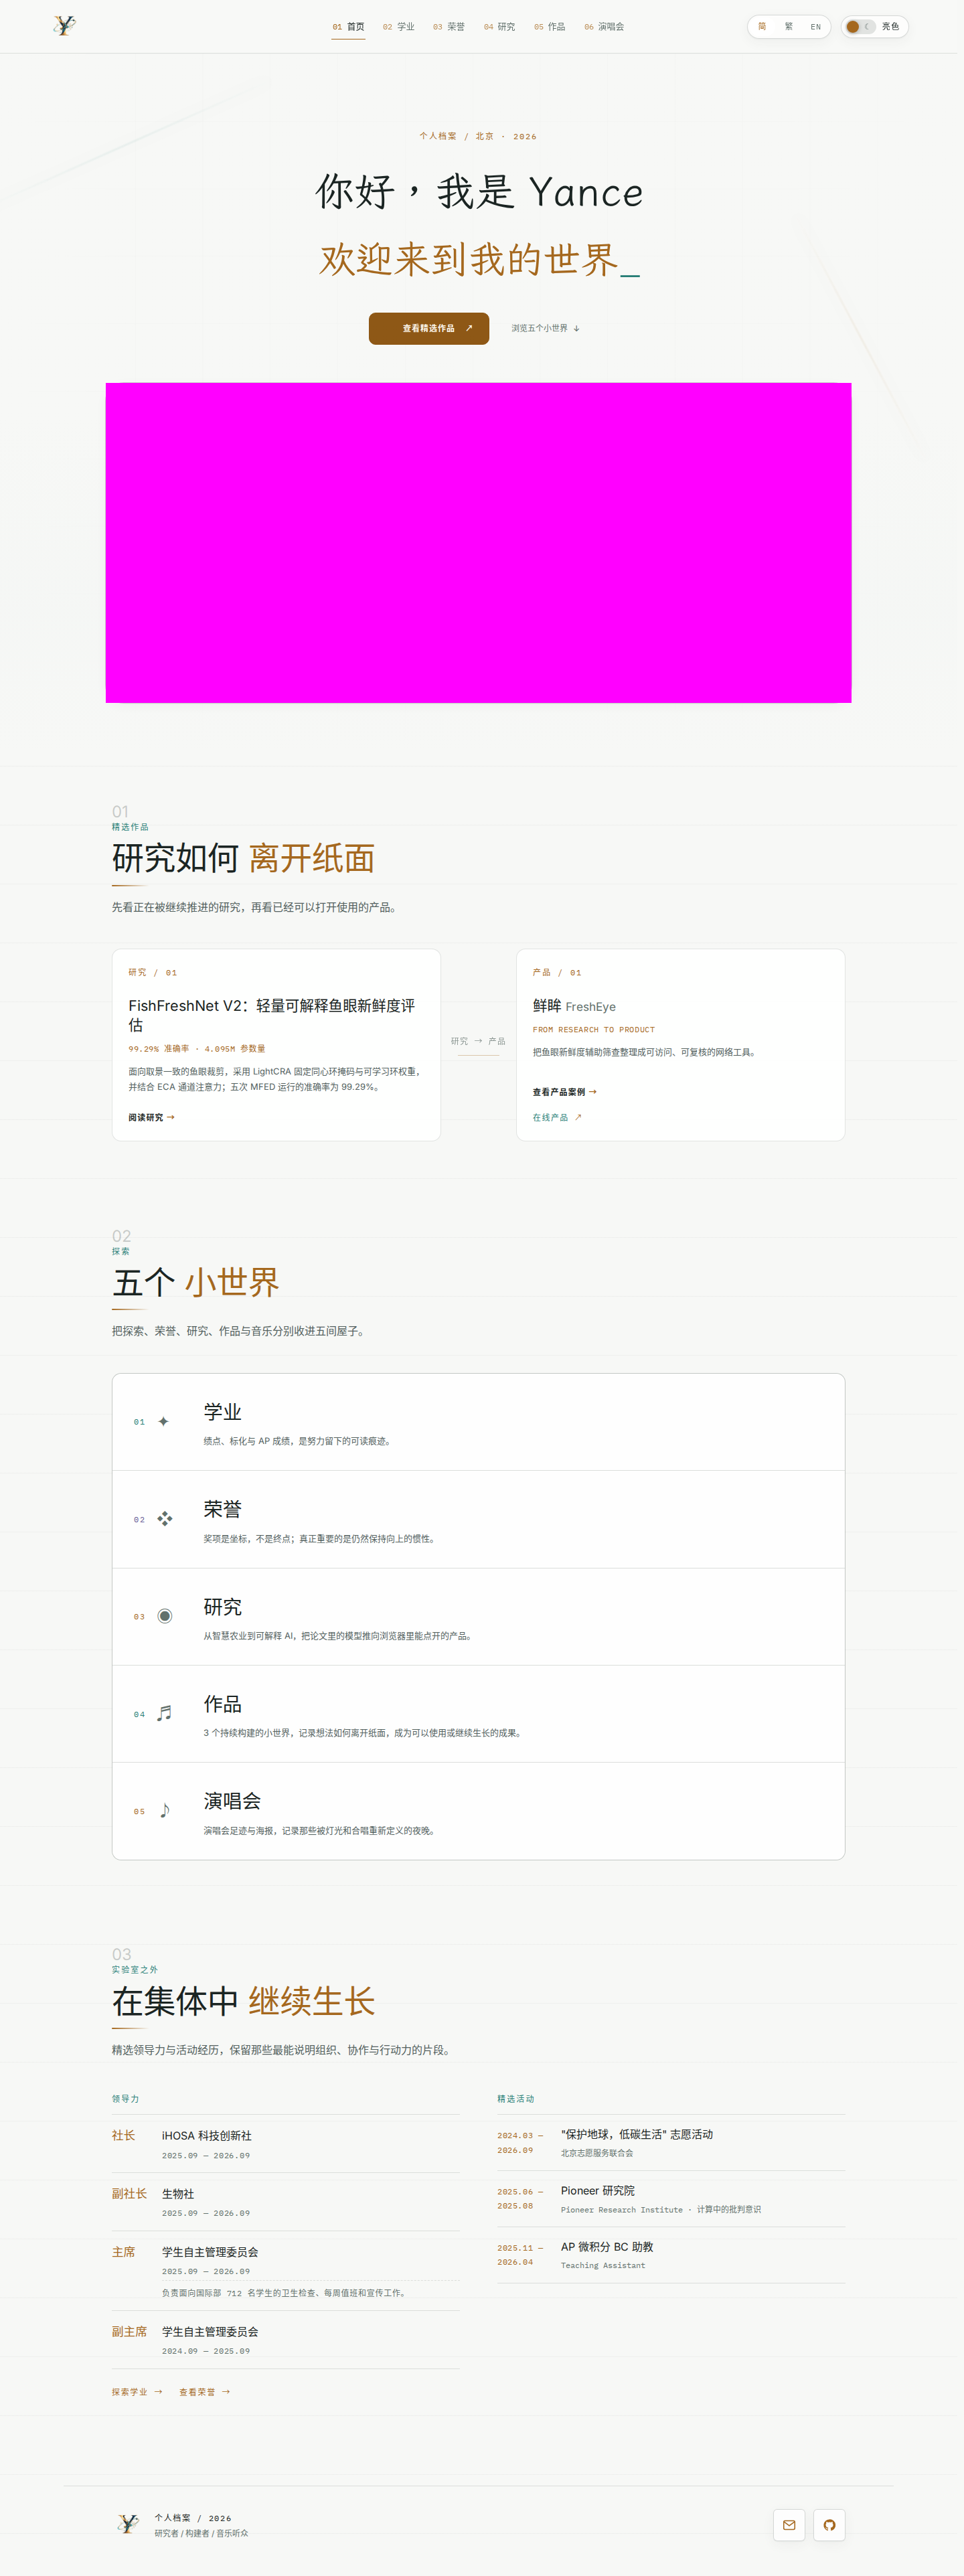 01 首页 02 学业 03 荣誉 04 研究 05 作品 06 演唱会
简 繁 EN
亮色
个人档案 / 北京 · 2026
你好，我是 Yance
欢迎来到我的世界_
查看精选作品 ↗
浏览五个小世界 ↓
01
精选作品
研究如何 离开纸面
先看正在被继续推进的研究，再看已经可以打开使用的产品。
研究 / 01
FishFreshNet V2：轻量可解释鱼眼新鲜度评
估
99.29% 准确率 · 4.095M 参数量
面向取景一致的鱼眼裁剪，采用 LightCRA 固定同心环掩码与可学习环权重，
并结合 ECA 通道注意力；五次 MFED 运行的准确率为 99.29%。
阅读研究 →
研究 → 产品
产品 / 01
鲜眸 FreshEye
FROM RESEARCH TO PRODUCT
把鱼眼新鲜度辅助筛查整理成可访问、可复核的网络工具。
查看产品案例 →
在线产品 ↗
02
探索
五个 小世界
把探索、荣誉、研究、作品与音乐分别收进五间屋子。
01 ✦ 学业
绩点、标化与 AP 成绩，是努力留下的可读痕迹。
02 ❖ 荣誉
奖项是坐标，不是终点；真正重要的是仍然保持向上的惯性。
03 ◉ 研究
从智慧农业到可解释 AI，把论文里的模型推向浏览器里能点开的产品。
04 ♬ 作品
3 个持续构建的小世界，记录想法如何离开纸面，成为可以使用或继续生长的成果。
05 ♪ 演唱会
演唱会足迹与海报，记录那些被灯光和合唱重新定义的夜晚。
03
实验室之外
在集体中 继续生长
精选领导力与活动经历，保留那些最能说明组织、协作与行动力的片段。
领导力
社长 iHOSA 科技创新社
2025.09 — 2026.09
副社长 生物社
2025.09 — 2026.09
主席 学生自主管理委员会
2025.09 — 2026.09
负责面向国际部 712 名学生的卫生检查、每周值班和宣传工作。
副主席 学生自主管理委员会
2024.09 — 2025.09
探索学业 → 查看荣誉 →
精选活动
2024.03 —
2026.09
"保护地球，低碳生活" 志愿活动
北京志愿服务联合会
2025.06 —
2025.08
Pioneer 研究院
Pioneer Research Institute · 计算中的批判意识
2025.11 —
2026.04
AP 微积分 BC 助教
Teaching Assistant
个人档案 / 2026
研究者 / 构建者 / 音乐听众